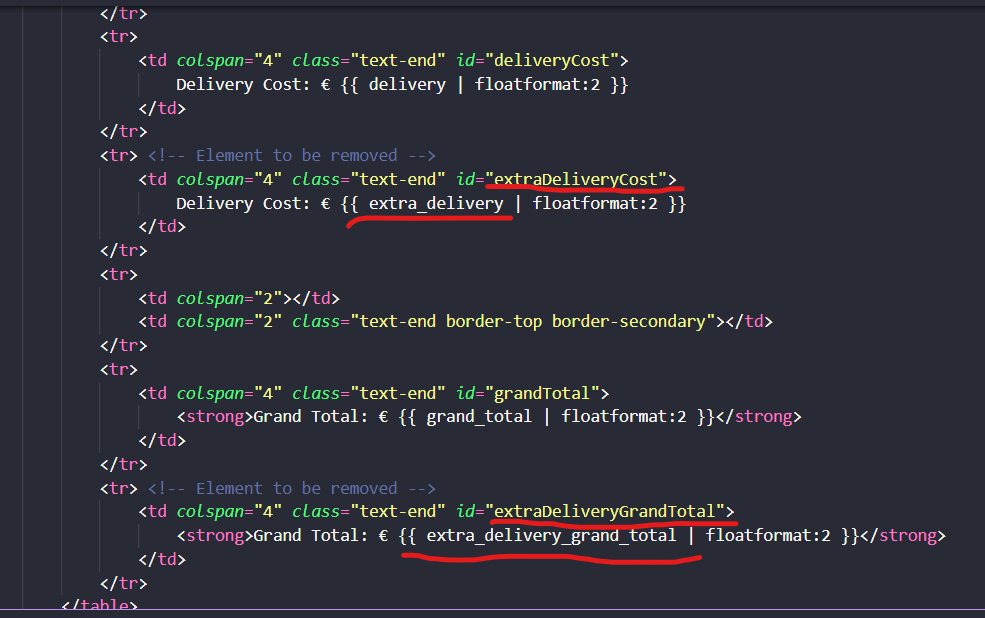 </tr>
<tr>
<td colspan="4" class="text-end" id="deliveryCost">
Delivery Cost: € {{ delivery | floatformat:2 }}
</td>
</tr>
<tr> <!-- Element to be removed -->
<td colspan="4" class="text-end" id="extraDeliveryCost">
Delivery Cost: € {{ extra_delivery | floatformat:2 }}
</td>
</tr>
<tr>
<td colspan="2"></td>
<td colspan="2" class="text-end border-top border-secondary"></td>
</tr>
<tr>
<td colspan="4" class="text-end" id="grandTotal">
<strong>Grand Total: € {{ grand_total | floatformat:2 }}</strong>
</td>
</tr>
<tr> <!-- Element to be removed -->
<td colspan="4" class="text-end" id="extraDeliveryGrandTotal">
<strong>Grand Total: € {{ extra_delivery_grand_total | floatformat:2 }}</strong>
</td>
</tr>
</table>